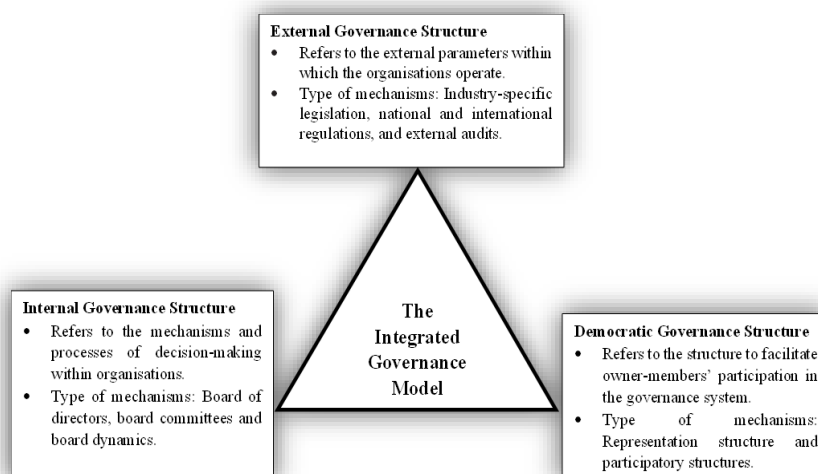 External Governance Structure
• Refers to the external parameters within
which the organisations operate.
• Type of mechanisms: Industry-specific
legislation, national and international
regulations, and external audits.
The
Integrated
Governance
Model
Internal Governance Structure
• Refers to the mechanisms and
processes of decision-making
within organisations.
• Type of mechanisms: Board of
directors, board committees and
board dynamics.
Democratic Governance Structure
• Refers to the structure to facilitate
owner-members’ participation in
the governance system.
• Type of mechanisms:
Representation structure and
participatory structures.